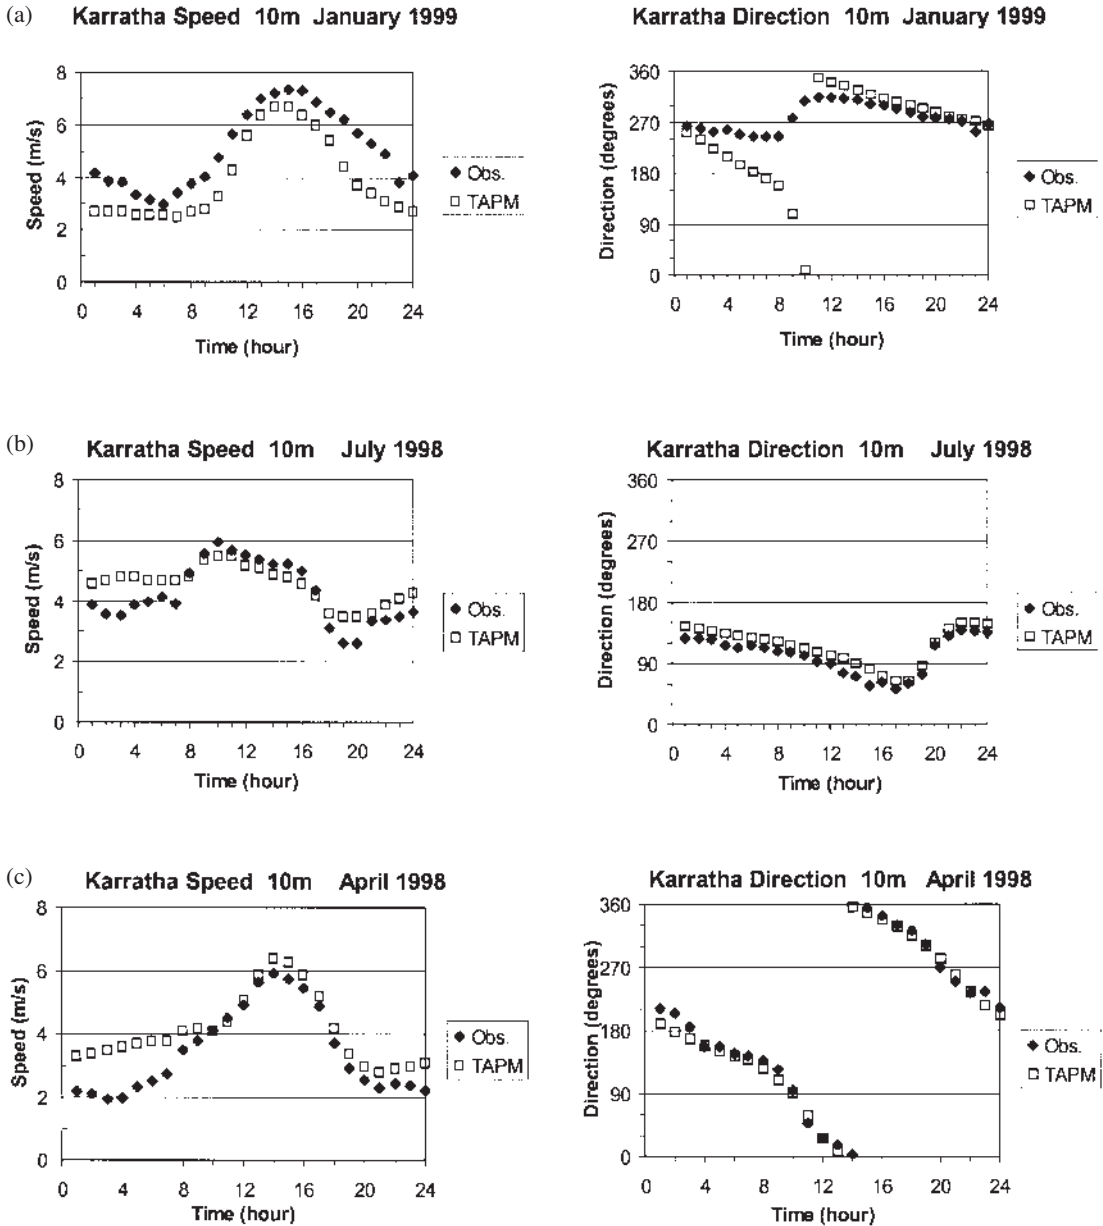 (a)
Karratha Speed 10m January 1999
8
6
4
2
0
Speed (m/s)
0 4 8 12 16 20 24
Time (hour)
Obs.
TAPM
Karratha Direction 10m January 1999
360
270
180
90
0
Direction (degrees)
0 4 8 12 16 20 24
Time (hour)
Obs.
TAPM
(b)
Karratha Speed 10m July 1998
8
6
4
2
0
Speed (m/s)
0 4 8 12 16 20 24
Time (hour)
Obs.
TAPM
Karratha Direction 10m July 1998
360
270
180
90
0
Direction (degrees)
0 4 8 12 16 20 24
Time (hour)
Obs.
TAPM
(c)
Karratha Speed 10m April 1998
8
6
4
2
0
Speed (m/s)
0 4 8 12 16 20 24
Time (hour)
Obs.
TAPM
Karratha Direction 10m April 1998
360
270
180
90
0
Direction (degrees)
0 4 8 12 16 20 24
Time (hour)
Obs.
TAPM